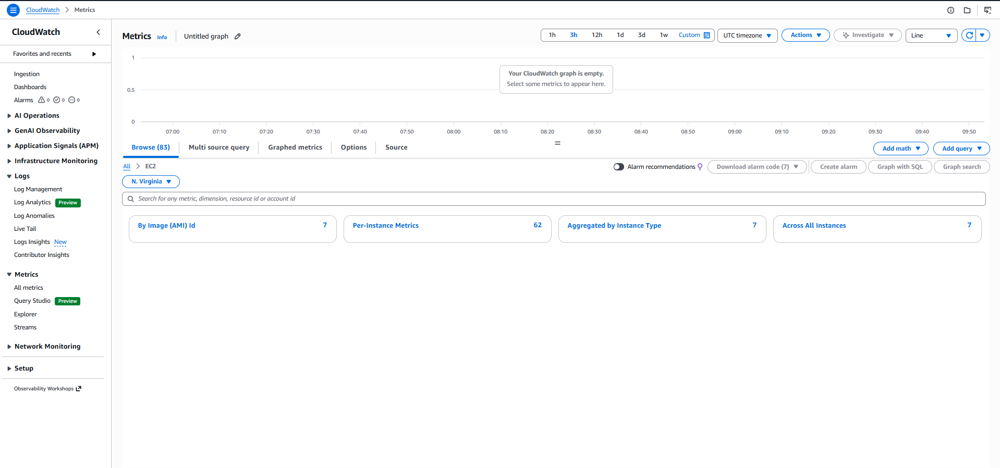 CloudWatch > Metrics
CloudWatch
Favorites and recents
Ingestion
Dashboards
Alarms 0 0 0
AI Operations
GenAI Observability
Application Signals (APM)
Infrastructure Monitoring
Logs
Log Management
Log Analytics Preview
Log Anomalies
Live Tail
Logs Insights New
Contributor Insights
Metrics
All metrics
Query Studio Preview
Explorer
Streams
Network Monitoring
Setup
Observability Workshops
Metrics Info Untitled graph
1h 3h 12h 1d 3d 1w Custom UTC timezone Actions Investigate Line
1
0.5
0
Your CloudWatch graph is empty.
Select some metrics to appear here.
07:00 07:10 07:20 07:30 07:40 07:50 08:00 08:10 08:20 08:30 08:40 08:50 09:00 09:10 09:20 09:30 09:40 09:50
Browse (83) Multi source query Graphed metrics Options Source Add math Add query
All > EC2 Alarm recommendations Download alarm code (7) Create alarm Graph with SQL Graph search
N. Virginia
Search for any metric, dimension, resource id or account id
By Image (AMI) Id 7
Per-Instance Metrics 62
Aggregated by Instance Type 7
Across All Instances 7